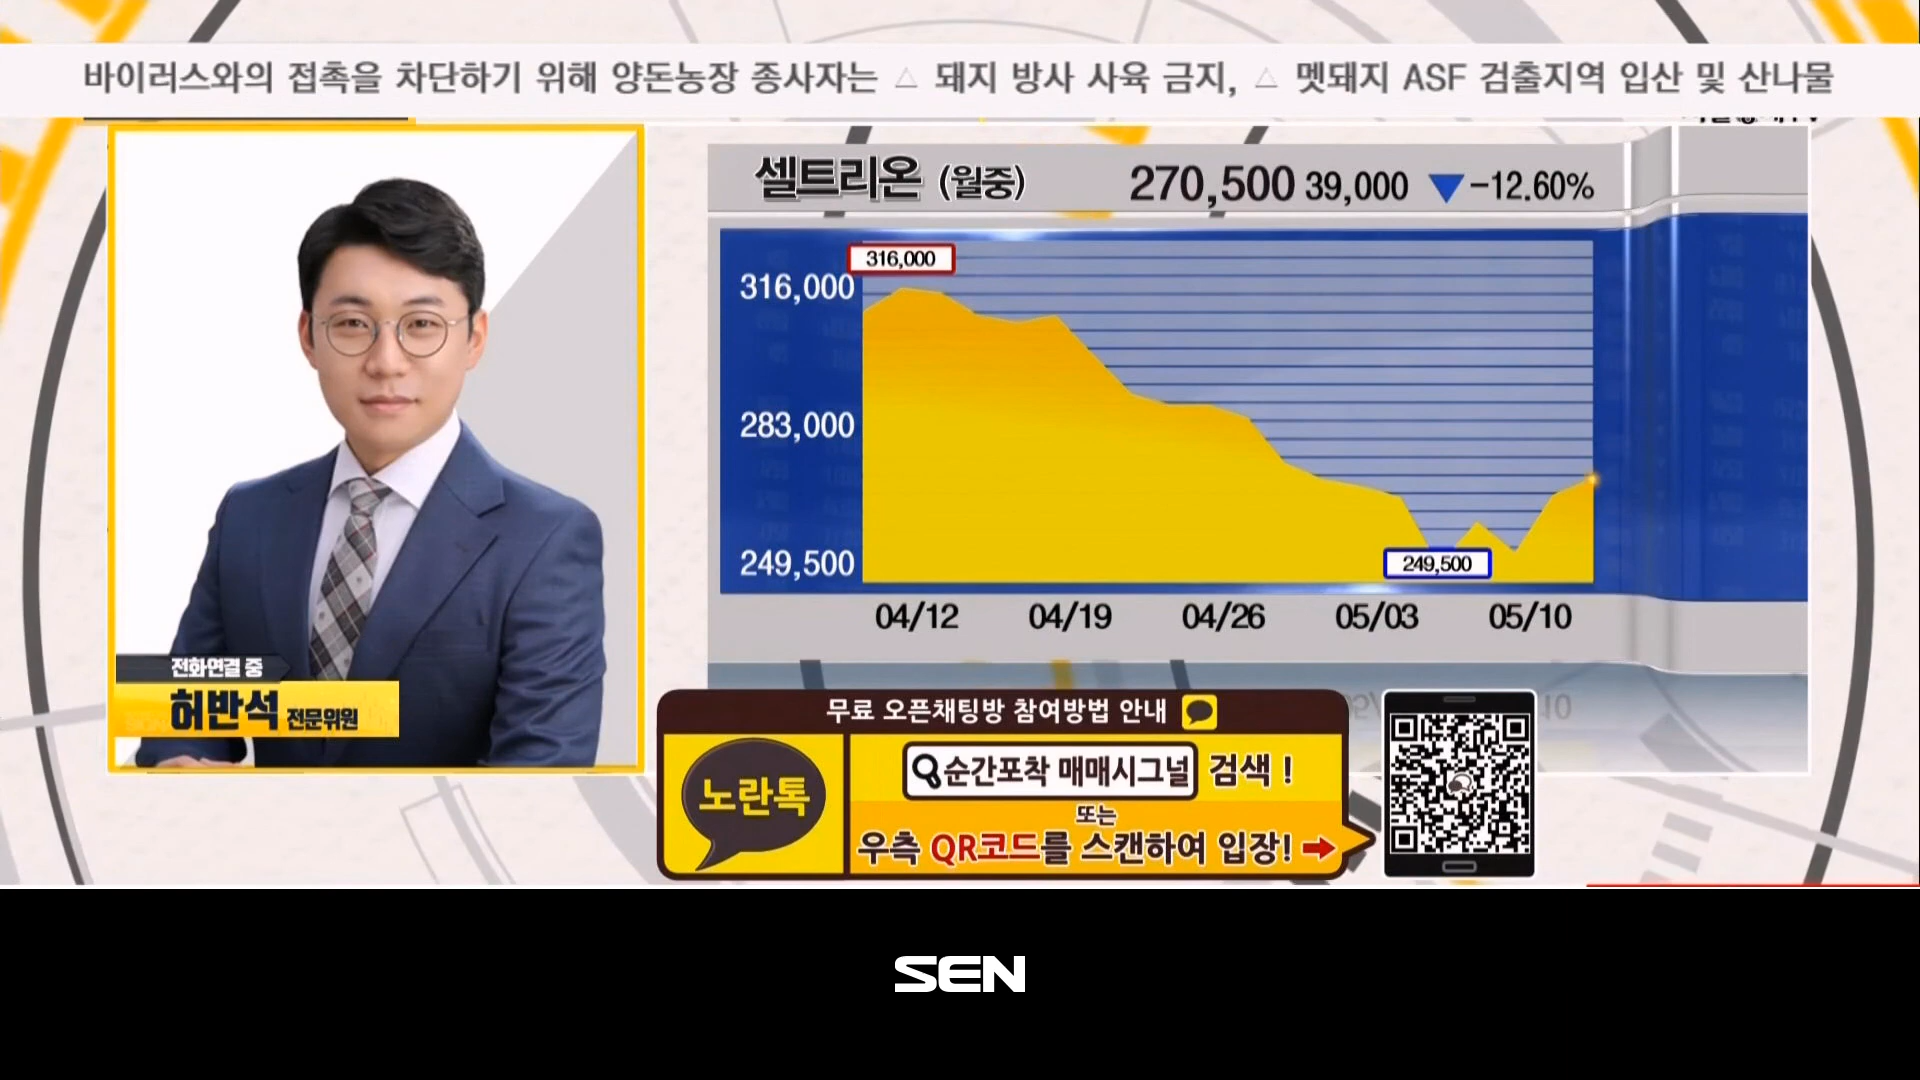 바이러스와의 접촉을 차단하기 위해 양돈농장 종사자는 △ 돼지 방사 사육 금지, △ 멧돼지 ASF 검출지역 입산 및 산나물
셀트리온 (월중) 270,500 39,000 ▼-12.60%
316,000
316,000
283,000
249,500
249,500
04/12 04/19 04/26 05/03 05/10
전화연결 중
허반석 전문위원
무료 오픈채팅방 참여방법 안내
노란톡
순간포착 매매시그널 검색 !
또는
우측 QR코드를 스캔하여 입장!
SEN